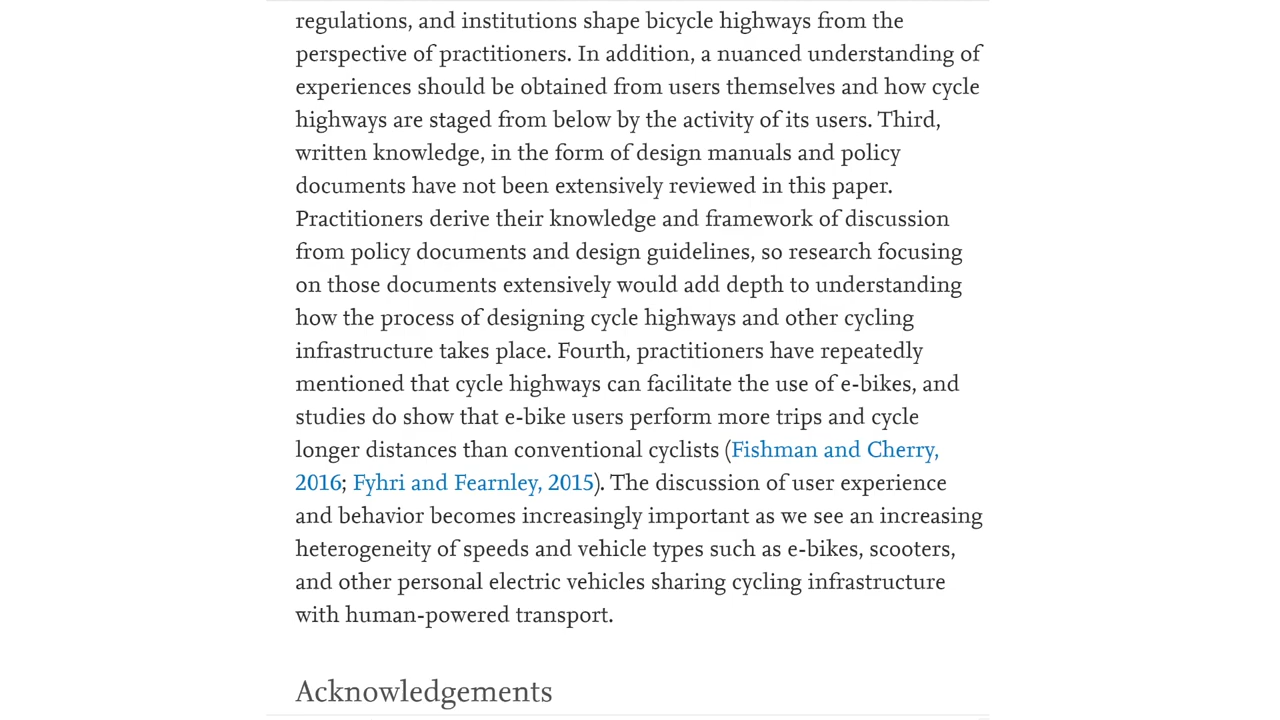 regulations, and institutions shape bicycle highways from the
perspective of practitioners. In addition, a nuanced understanding of
experiences should be obtained from users themselves and how cycle
highways are staged from below by the activity of its users. Third,
written knowledge, in the form of design manuals and policy
documents have not been extensively reviewed in this paper.
Practitioners derive their knowledge and framework of discussion
from policy documents and design guidelines, so research focusing
on those documents extensively would add depth to understanding
how the process of designing cycle highways and other cycling
infrastructure takes place. Fourth, practitioners have repeatedly
mentioned that cycle highways can facilitate the use of e-bikes, and
studies do show that e-bike users perform more trips and cycle
longer distances than conventional cyclists (Fishman and Cherry,
2016; Fyhri and Fearnley, 2015). The discussion of user experience
and behavior becomes increasingly important as we see an increasing
heterogeneity of speeds and vehicle types such as e-bikes, scooters,
and other personal electric vehicles sharing cycling infrastructure
with human-powered transport.
Acknowledgements